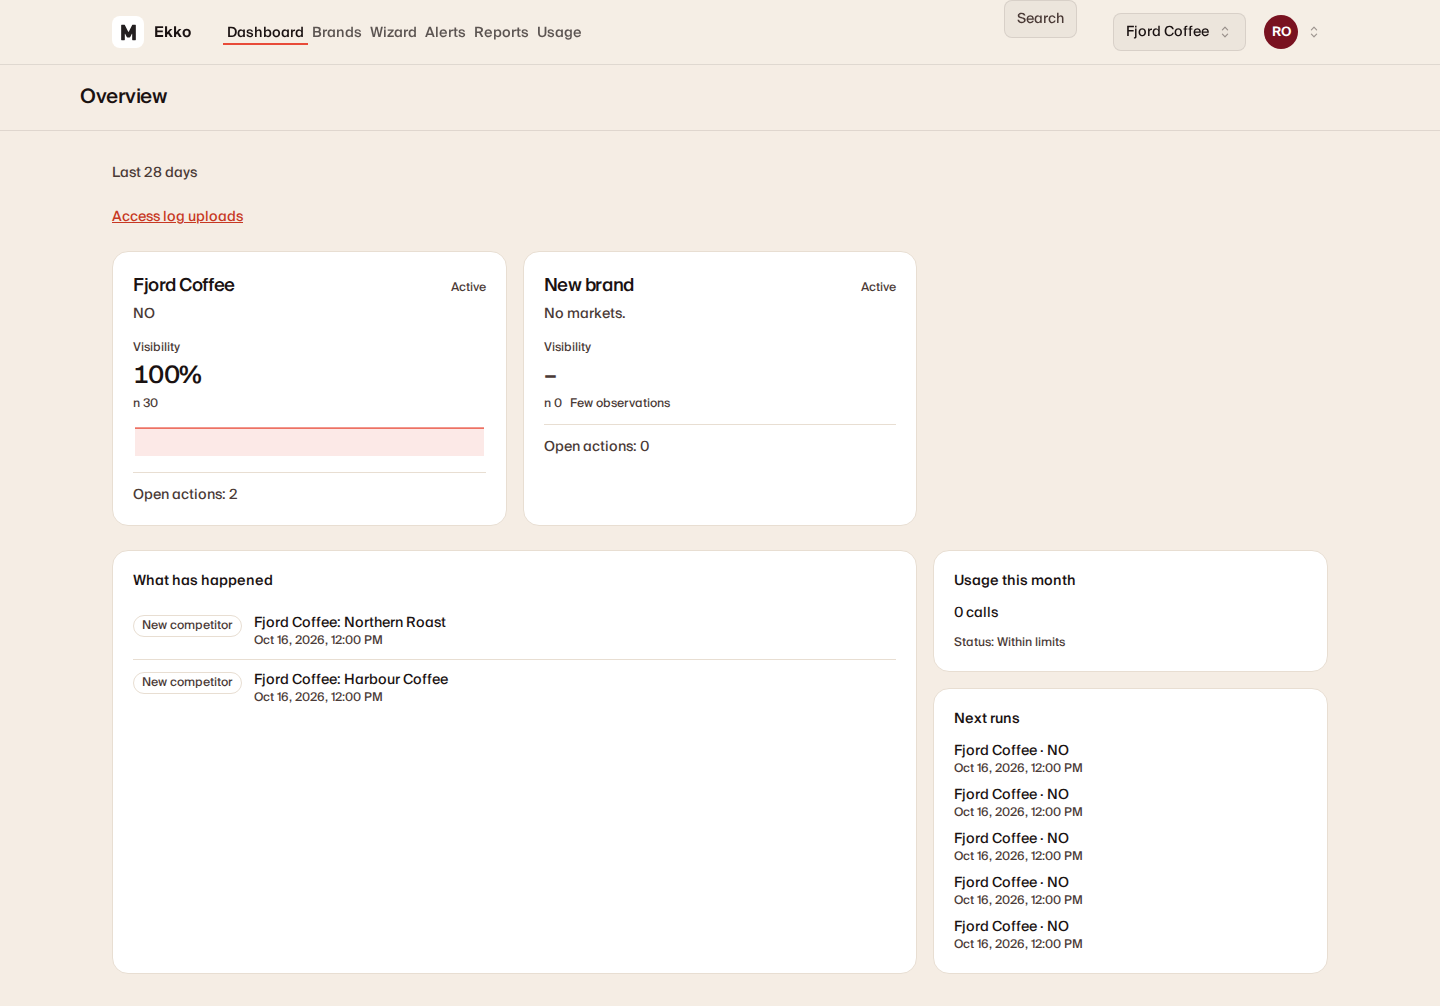 M Ekko Dashboard Brands Wizard Alerts Reports Usage Search Fjord Coffee RO
Overview
Last 28 days
Access log uploads
Fjord Coffee Active
NO
Visibility
100%
n 30
Open actions: 2
New brand Active
No markets.
Visibility
–
n 0 Few observations
Open actions: 0
What has happened
New competitor Fjord Coffee: Northern Roast
Oct 16, 2026, 12:00 PM
New competitor Fjord Coffee: Harbour Coffee
Oct 16, 2026, 12:00 PM
Usage this month
0 calls
Status: Within limits
Next runs
Fjord Coffee · NO
Oct 16, 2026, 12:00 PM
Fjord Coffee · NO
Oct 16, 2026, 12:00 PM
Fjord Coffee · NO
Oct 16, 2026, 12:00 PM
Fjord Coffee · NO
Oct 16, 2026, 12:00 PM
Fjord Coffee · NO
Oct 16, 2026, 12:00 PM